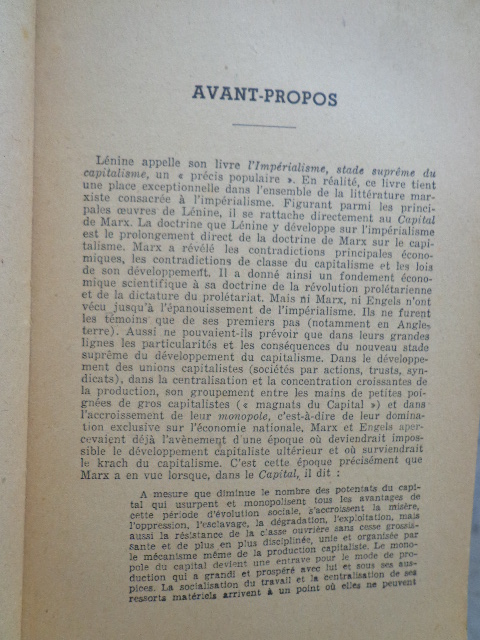 AVANT-PROPOS
Lénine appelle son livre l'Impérialisme, stade suprême du
capitalisme, un « précis populaire ». En réalité, ce livre tient
une place exceptionnelle dans l'ensemble de la littérature mar-
xiste consacrée à l'impérialisme. Figurant parmi les princi-
pales œuvres de Lénine, il se rattache directement au Capital
de Marx. La doctrine que Lénine y développe sur l'impérialisme
est le prolongement direct de la doctrine de Marx sur le capi-
talisme. Marx a révélé les contradictions principales écono-
miques, les contradictions de classe du capitalisme et les lois
de son développement. Il a donné ainsi un fondement écono-
mique scientifique à sa doctrine de la révolution prolétarienne
et de la dictature du prolétariat. Mais ni Marx, ni Engels n'ont
vécu jusqu'à l'épanouissement de l'impérialisme. Ils ne furent
les témoins que de ses premiers pas (notamment en Angle-
terre). Aussi ne pouvaient-ils prévoir que dans leurs grandes
lignes les particularités et les conséquences du nouveau stade
suprême du développement du capitalisme. Dans le développe-
ment des unions capitalistes (sociétés par actions, trusts, syn-
dicats), dans la centralisation et la concentration croissantes de
la production, son groupement entre les mains de petites poi-
gnées de gros capitalistes (« magnats du Capital ») et dans
l'accroissement de leur monopole, c'est-à-dire de leur domina-
tion exclusive sur l'économie nationale, Marx et Engels aper-
cevaient déjà l'avènement d'une époque où deviendrait impos-
sible le développement capitaliste ultérieur et où surviendrait
le krach du capitalisme. C'est cette époque précisément que
Marx a en vue lorsque, dans le Capital, il dit :
A mesure que diminue le nombre des potentats du capi-
tal qui usurpent et monopolisent tous les avantages de
cette période d'évolution sociale, s'accroissent la misère,
l'oppression, l'esclavage, la dégradation, l'exploitation, mais
aussi la résistance de la classe ouvrière sans cesse grossis-
sante et de plus en plus disciplinée, unie et organisée par
le mécanisme même de la production capitaliste. Le mono-
pole du capital devient une entrave pour le mode de pro-
duction qui a grandi et prospéré avec lui et sous ses aus-
pices. La socialisation du travail et la centralisation de ses
ressorts matériels arrivent à un point où elles ne peuvent